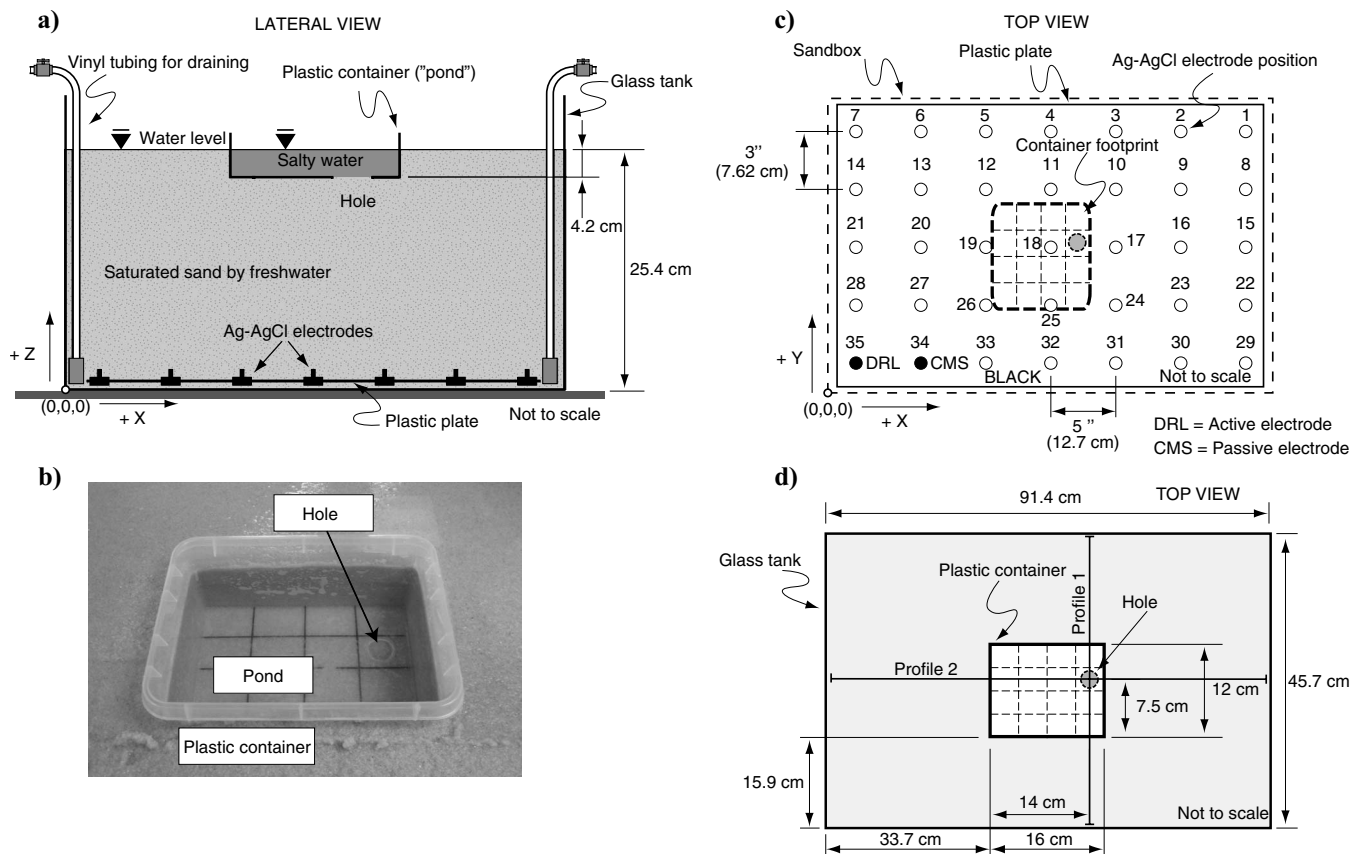 a)
LATERAL VIEW
Vinyl tubing for draining
Plastic container ("pond")
Glass tank
Water level
Salty water
Hole
4.2 cm
25.4 cm
Saturated sand by freshwater
Ag-AgCl electrodes
+ Z
(0,0,0)
+ X
Plastic plate
Not to scale
b)
Hole
Pond
Plastic container
c)
TOP VIEW
Sandbox
Plastic plate
Ag-AgCl electrode position
7 6 5 4 3 2 1
3’’
(7.62 cm)
Container footprint
14 13 12 11 10 9 8
21 20 19 18 17 16 15
28 27 26 25 24 23 22
35 34 33 32 31 30 29
DRL
CMS
BLACK
Not to scale
+ Y
(0,0,0)
+ X
5 ’’
(12.7 cm)
DRL = Active electrode
CMS = Passive electrode
d)
TOP VIEW
91.4 cm
Glass tank
Plastic container
Profile 1
Hole
Profile 2
12 cm
7.5 cm
45.7 cm
15.9 cm
14 cm
Not to scale
33.7 cm
16 cm